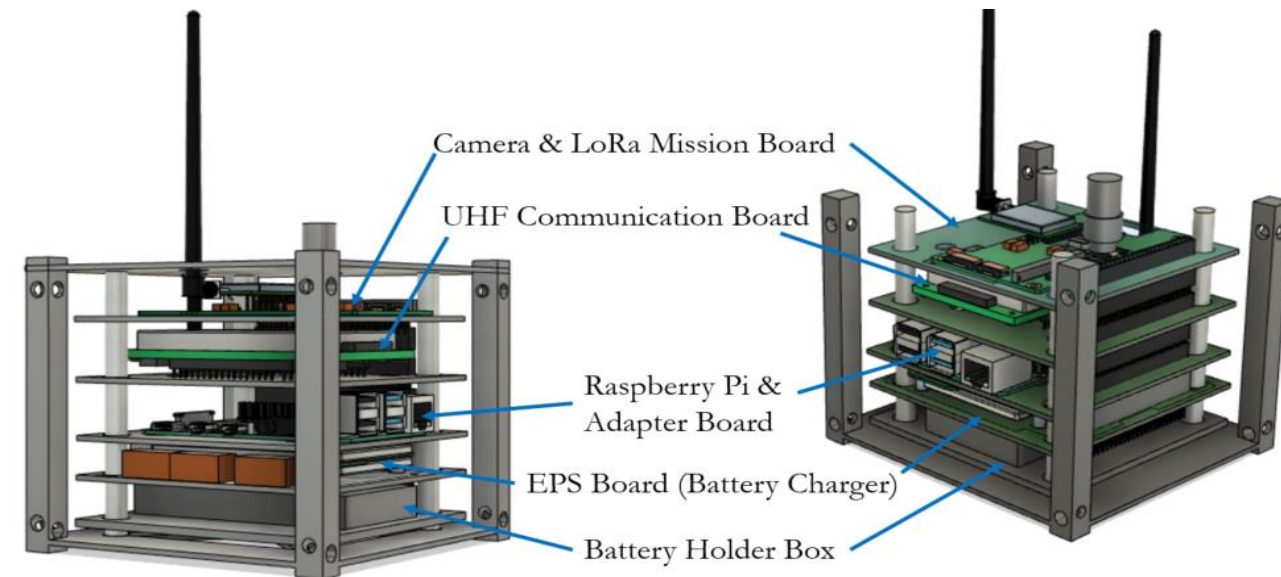 Camera & LoRa Mission Board
UHF Communication Board
Raspberry Pi &
Adapter Board
EPS Board (Battery Charger)
Battery Holder Box